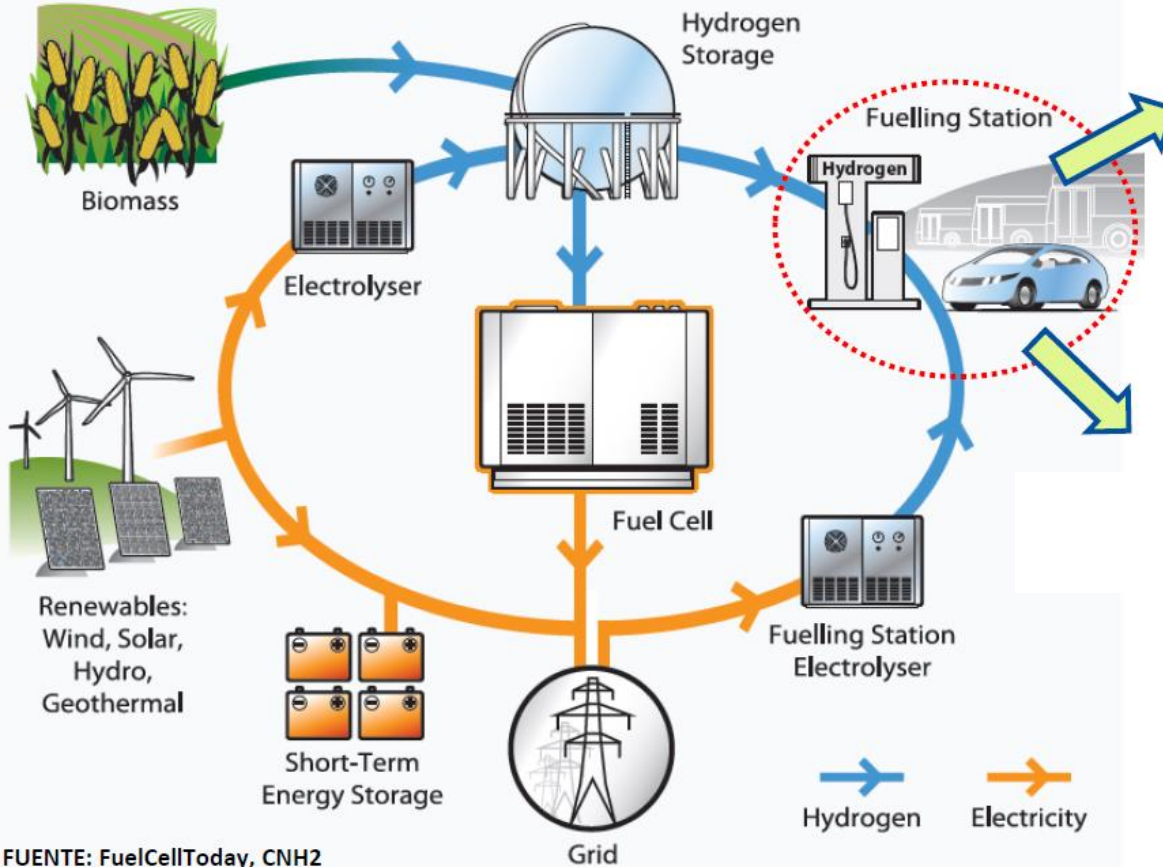 Hydrogen
Storage
Fuelling Station
Hydrogen
Biomass
Electrolyser
Fuel Cell
Renewables:
Wind, Solar,
Hydro,
Geothermal
Fuelling Station
Electrolyser
Short-Term
Energy Storage
Hydrogen
Electricity
Grid
FUENTE: FuelCellToday, CNH2